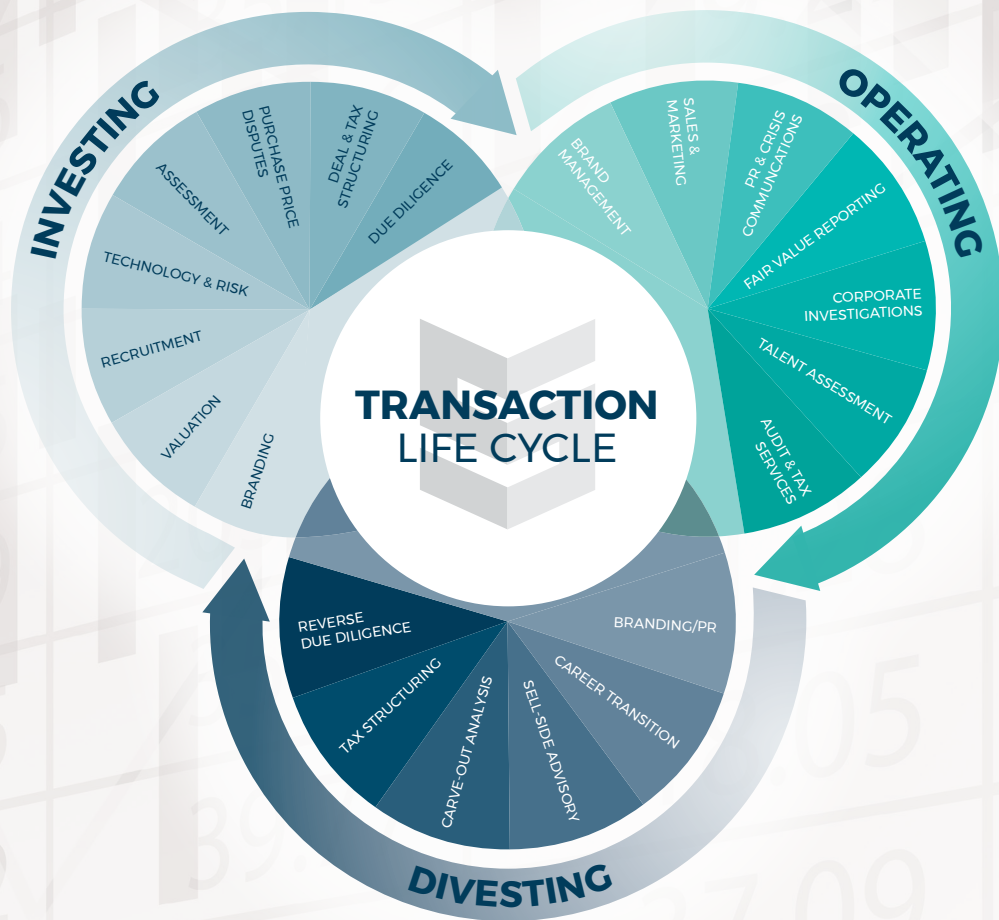 INVESTING
BRANDING
VALUATION
RECRUITMENT
TECHNOLOGY & RISK
ASSESSMENT
PURCHASE PRICE
DISPUTES
DEAL & TAX
STRUCTURING
DUE DILIGENCE
OPERATING
BRAND
MANAGEMENT
SALES &
MARKETING
PR & CRISIS
COMMUNCATIONS
FAIR VALUE REPORTING
CORPORATE
INVESTIGATIONS
TALENT ASSESSMENT
AUDIT & TAX
SERVICES
TRANSACTION
LIFE CYCLE
BRANDING/PR
CAREER TRANSITION
SELL-SIDE ADVISORY
CARVE-OUT ANALYSIS
TAX STRUCTURING
REVERSE
DUE DILIGENCE
DIVESTING